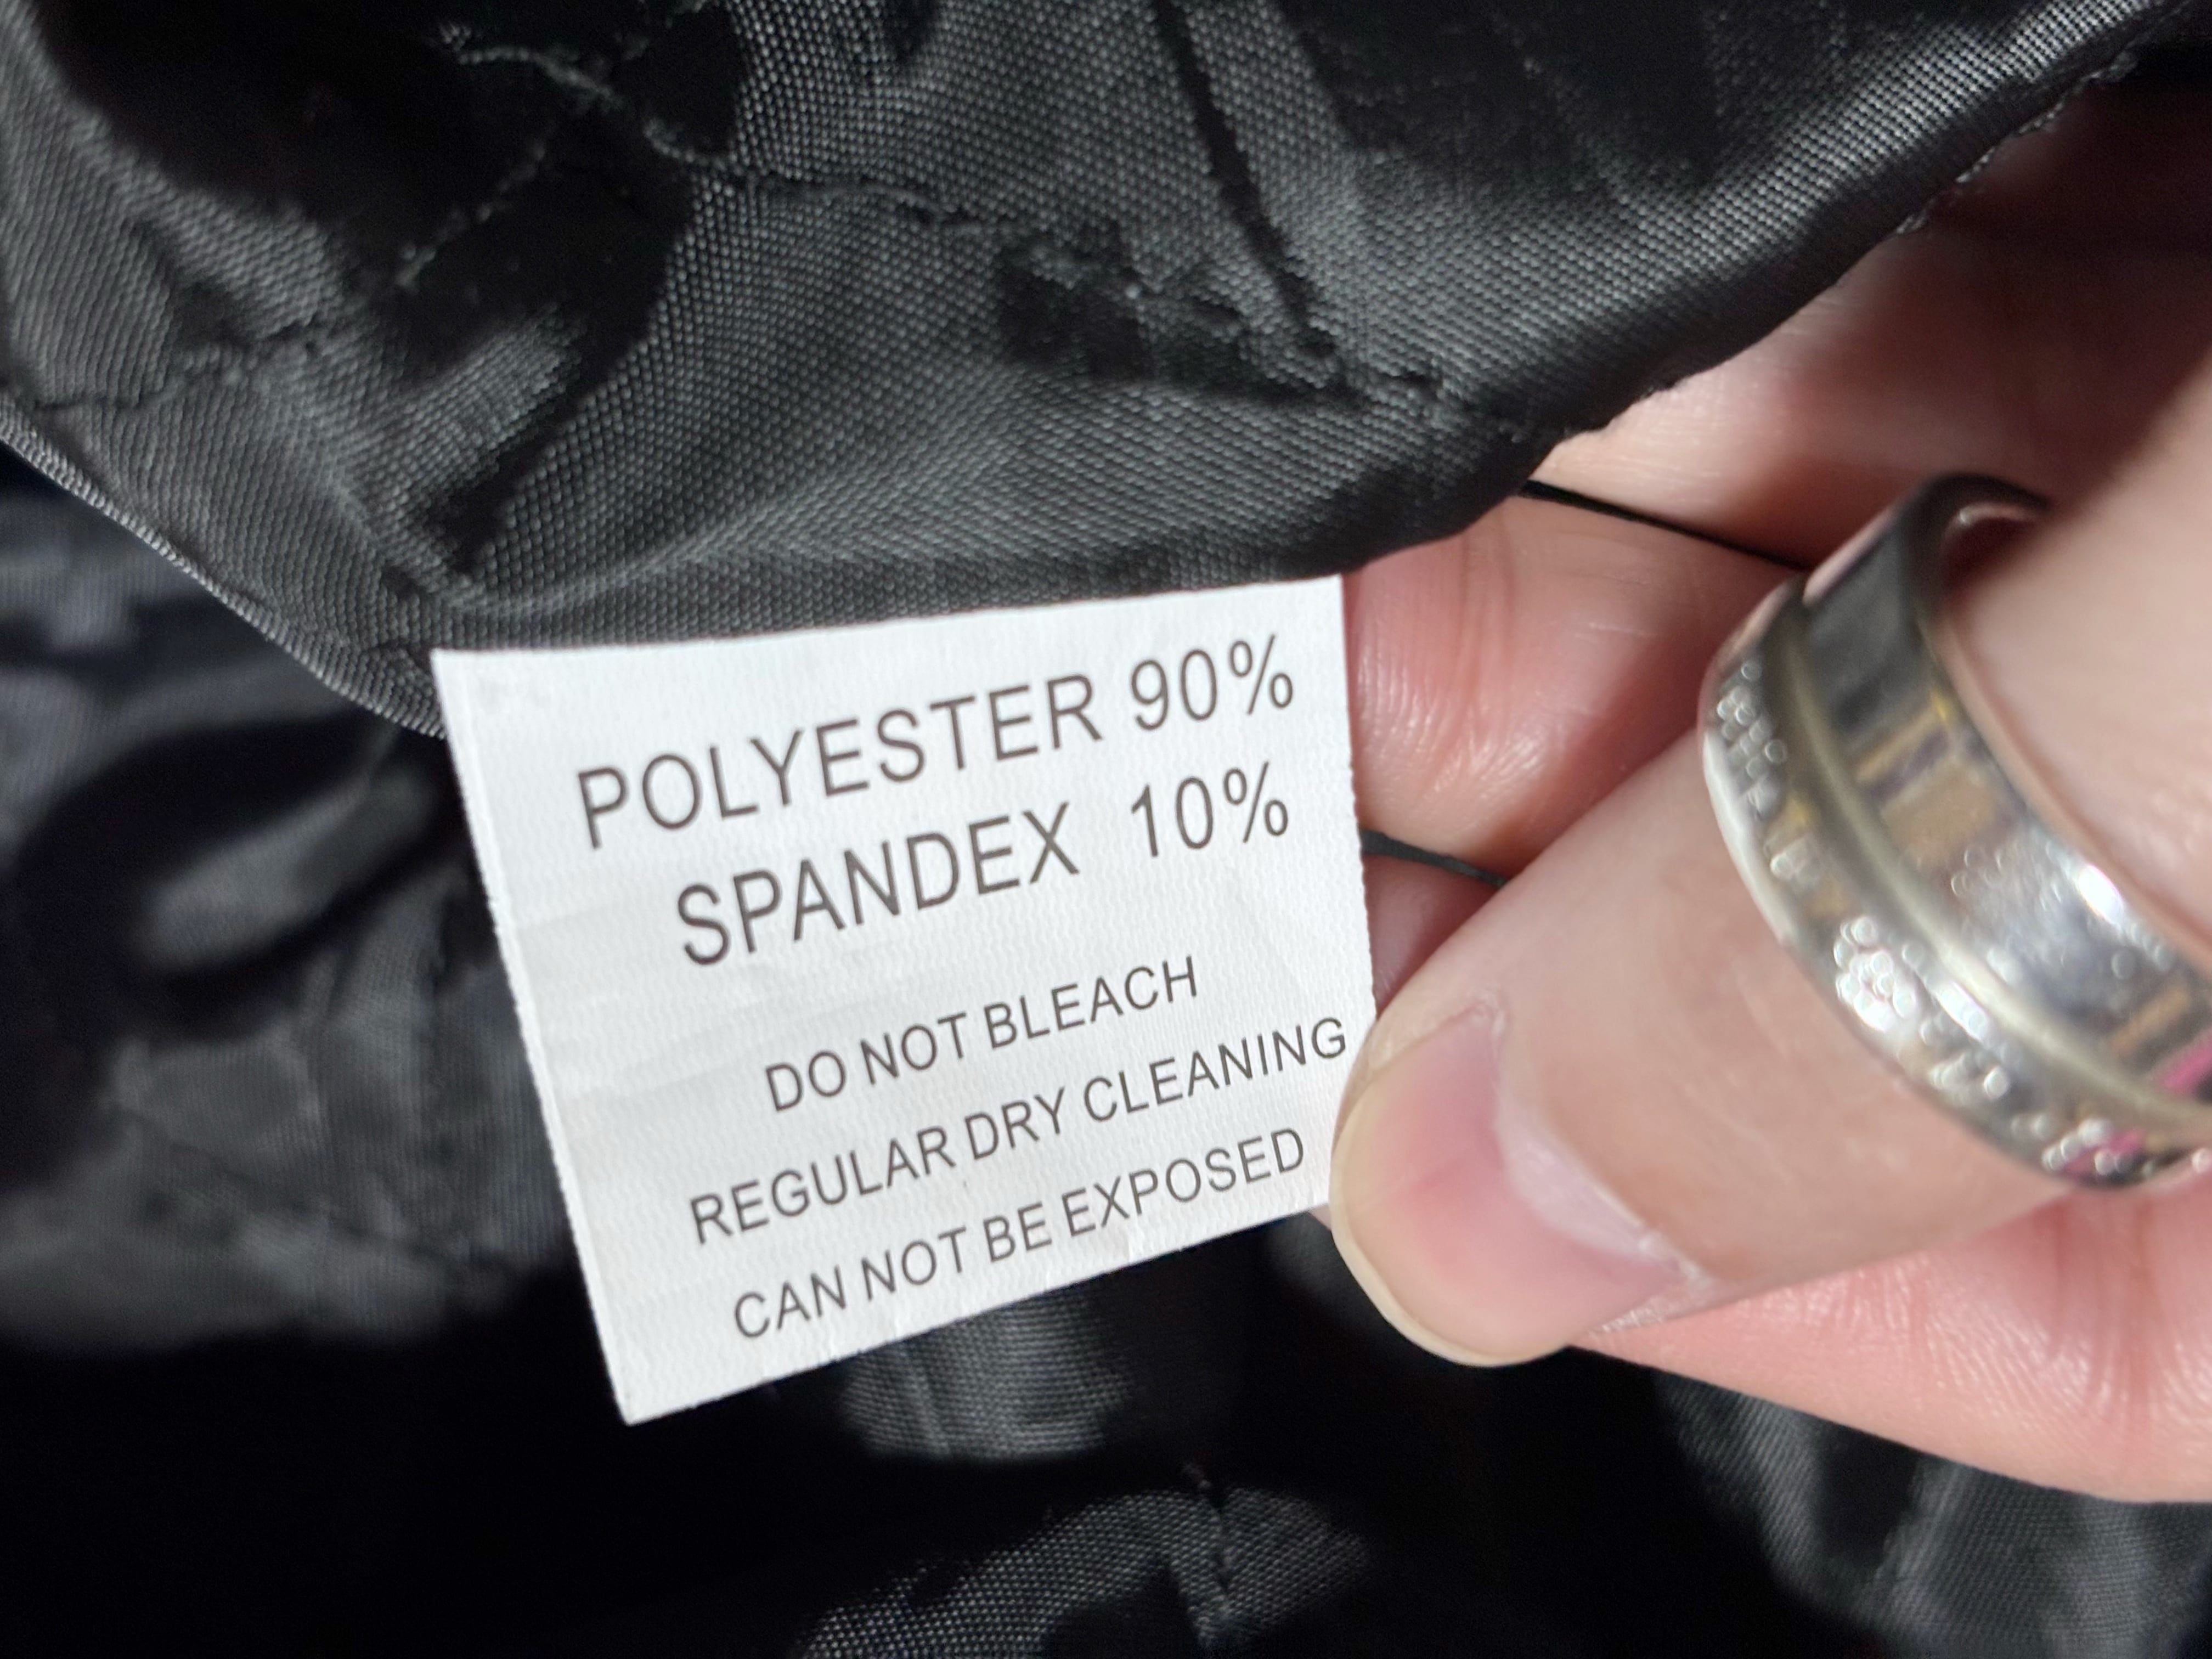 POLYESTER 90%
SPANDEX 10%
DO NOT BLEACH
REGULAR DRY CLEANING
CAN NOT BE EXPOSED